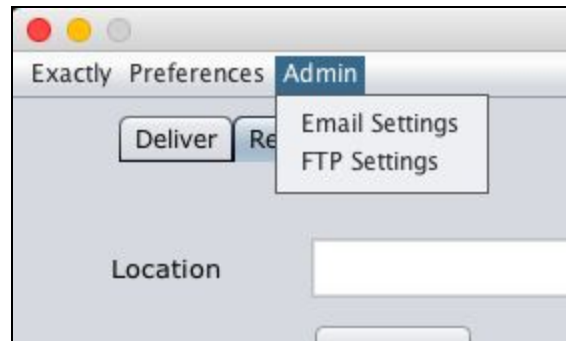 Exactly Preferences Admin
Email Settings
FTP Settings
Deliver
Location